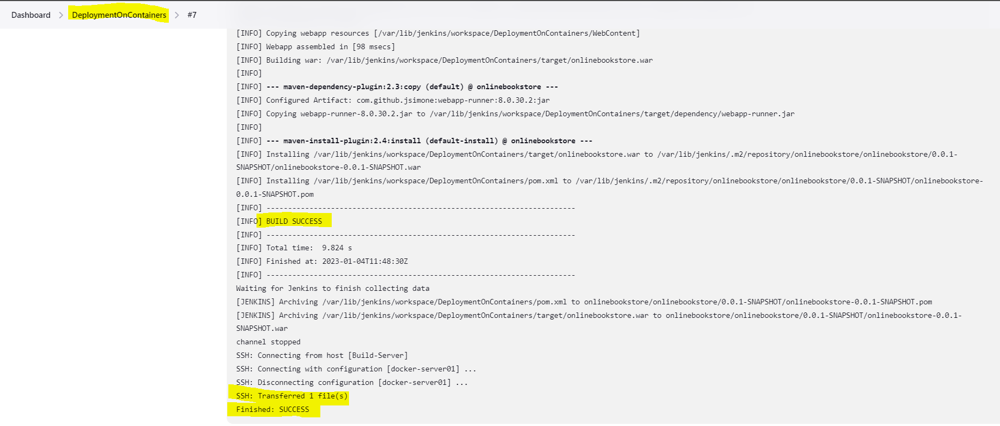 Dashboard > DeploymentOnContainers > #7
[INFO] Copying webapp resources [/var/lib/jenkins/workspace/DeploymentOnContainers/WebContent]
[INFO] Webapp assembled in [98 msecs]
[INFO] Building war: /var/lib/jenkins/workspace/DeploymentOnContainers/target/onlinebookstore.war
[INFO]
[INFO] --- maven-dependency-plugin:2.3:copy (default) @ onlinebookstore ---
[INFO] Configured Artifact: com.github.jsimone:webapp-runner:8.0.30.2:jar
[INFO] Copying webapp-runner-8.0.30.2.jar to /var/lib/jenkins/workspace/DeploymentOnContainers/target/dependency/webapp-runner.jar
[INFO]
[INFO] --- maven-install-plugin:2.4:install (default-install) @ onlinebookstore ---
[INFO] Installing /var/lib/jenkins/workspace/DeploymentOnContainers/target/onlinebookstore.war to /var/lib/jenkins/.m2/repository/onlinebookstore/onlinebookstore/0.0.1-
SNAPSHOT/onlinebookstore-0.0.1-SNAPSHOT.war
[INFO] Installing /var/lib/jenkins/workspace/DeploymentOnContainers/pom.xml to /var/lib/jenkins/.m2/repository/onlinebookstore/onlinebookstore/0.0.1-SNAPSHOT/onlinebookstore-
0.0.1-SNAPSHOT.pom
[INFO] ------------------------------------------------------------------------
[INFO] BUILD SUCCESS
[INFO] ------------------------------------------------------------------------
[INFO] Total time:  9.824 s
[INFO] Finished at: 2023-01-04T11:48:30Z
[INFO] ------------------------------------------------------------------------
Waiting for Jenkins to finish collecting data
[JENKINS] Archiving /var/lib/jenkins/workspace/DeploymentOnContainers/pom.xml to onlinebookstore/onlinebookstore/0.0.1-SNAPSHOT/onlinebookstore-0.0.1-SNAPSHOT.pom
[JENKINS] Archiving /var/lib/jenkins/workspace/DeploymentOnContainers/target/onlinebookstore.war to onlinebookstore/onlinebookstore/0.0.1-SNAPSHOT/onlinebookstore-0.0.1-
SNAPSHOT.war
channel stopped
SSH: Connecting from host [Build-Server]
SSH: Connecting with configuration [docker-server01] ...
SSH: Disconnecting configuration [docker-server01] ...
SSH: Transferred 1 file(s)
Finished: SUCCESS